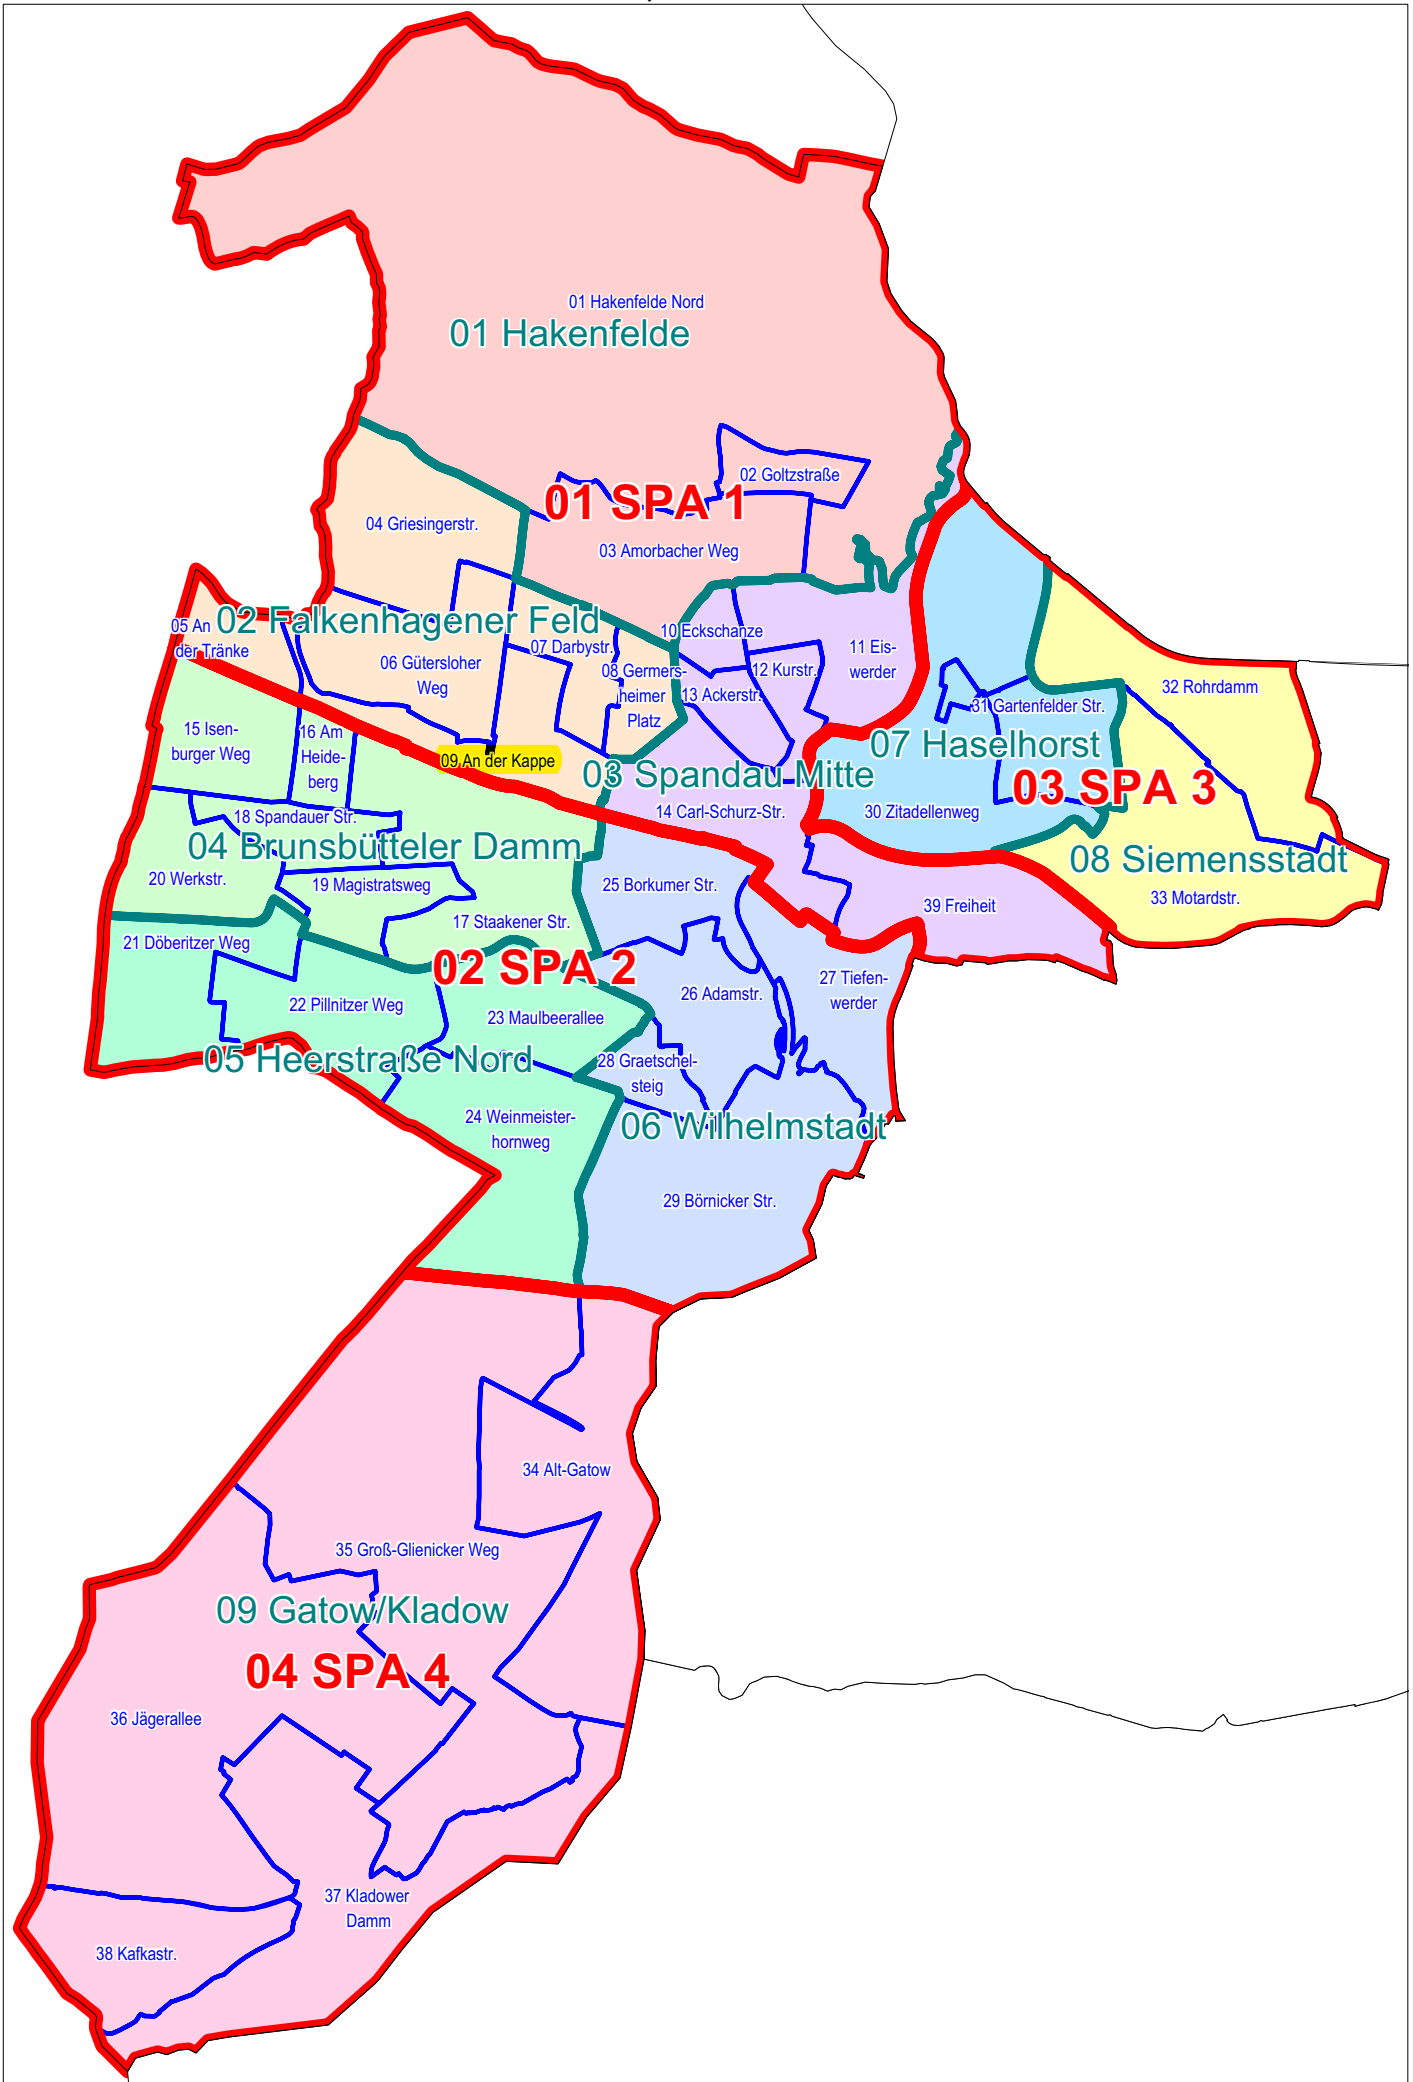 01 Hakenfelde Nord
01 Hakenfelde
02 Goltzstraße
01 SPA 1
04 Griesingerstr.
03 Amorbacher Weg
02 Falkenhagener Feld
05 An
der Tränke
06 Gütersloher
Weg
07 Darbystr.
08 Germers-
heimer
Platz
10 Eckschanze
11 Eis-
werder
12 Kurstr.
13 Ackerstr.
32 Rohrdamm
31 Gartenfelder Str.
15 Isen-
burger Weg
16 Am
Heide-
berg
09 An der Kappe
07 Haselhorst
03 Spandau Mitte
03 SPA 3
14 Carl-Schurz-Str.
30 Zitadellenweg
18 Spandauer Str.
04 Brunsbütteler Damm
08 Siemensstadt
20 Werkstr.
19 Magistratsweg
25 Borkumer Str.
33 Motardstr.
39 Freiheit
17 Staakener Str.
21 Döberitzer Weg
02 SPA 2
27 Tiefen-
werder
26 Adamstr.
22 Pillnitzer Weg
23 Maulbeerallee
05 Heerstraße Nord
28 Graetschel-
steig
24 Weinmeister-
hornweg
06 Wilhelmstadt
29 Börnicker Str.
34 Alt-Gatow
35 Groß-Glienicker Weg
09 Gatow/Kladow
04 SPA 4
36 Jägerallee
37 Kladower
Damm
38 Kafkastr.